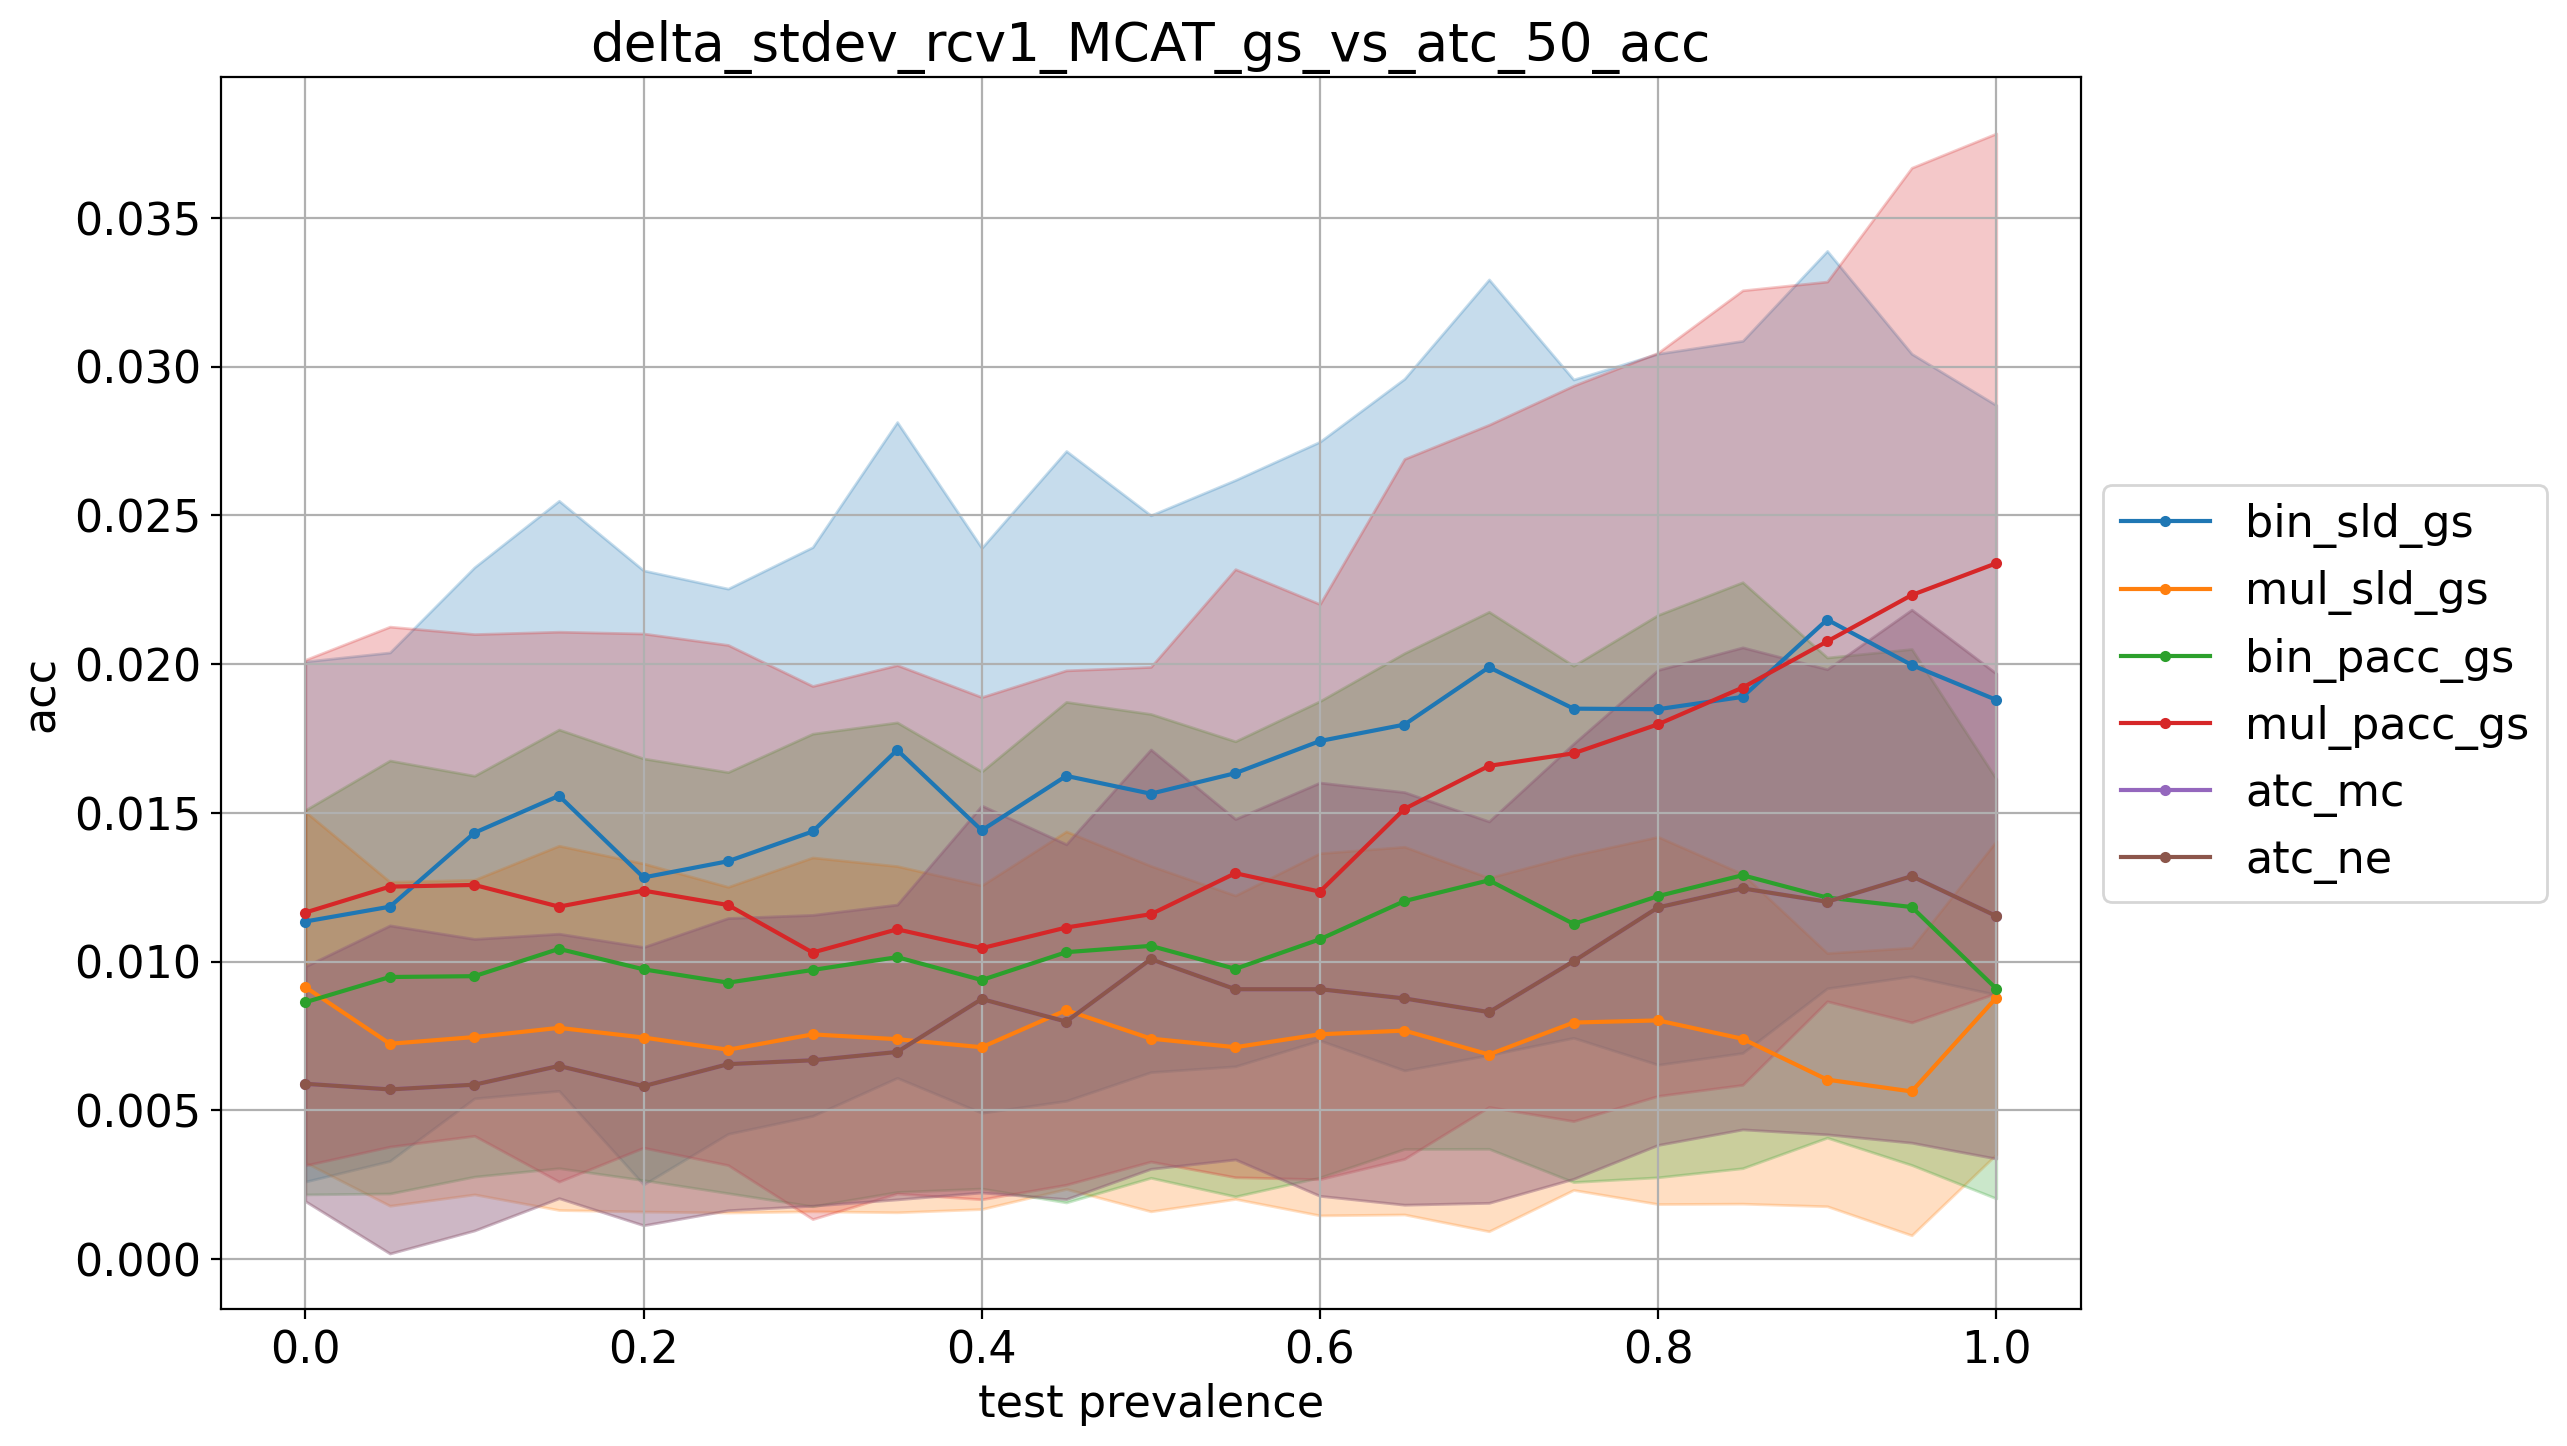 delta_stdev_rcv1_MCAT_gs_vs_atc_50_acc
acc
0.035
0.030
0.025
0.020
0.015
0.010
0.005
0.000
0.0 0.2 0.4 0.6 0.8 1.0
test prevalence
bin_sld_gs
mul_sld_gs
bin_pacc_gs
mul_pacc_gs
atc_mc
atc_ne